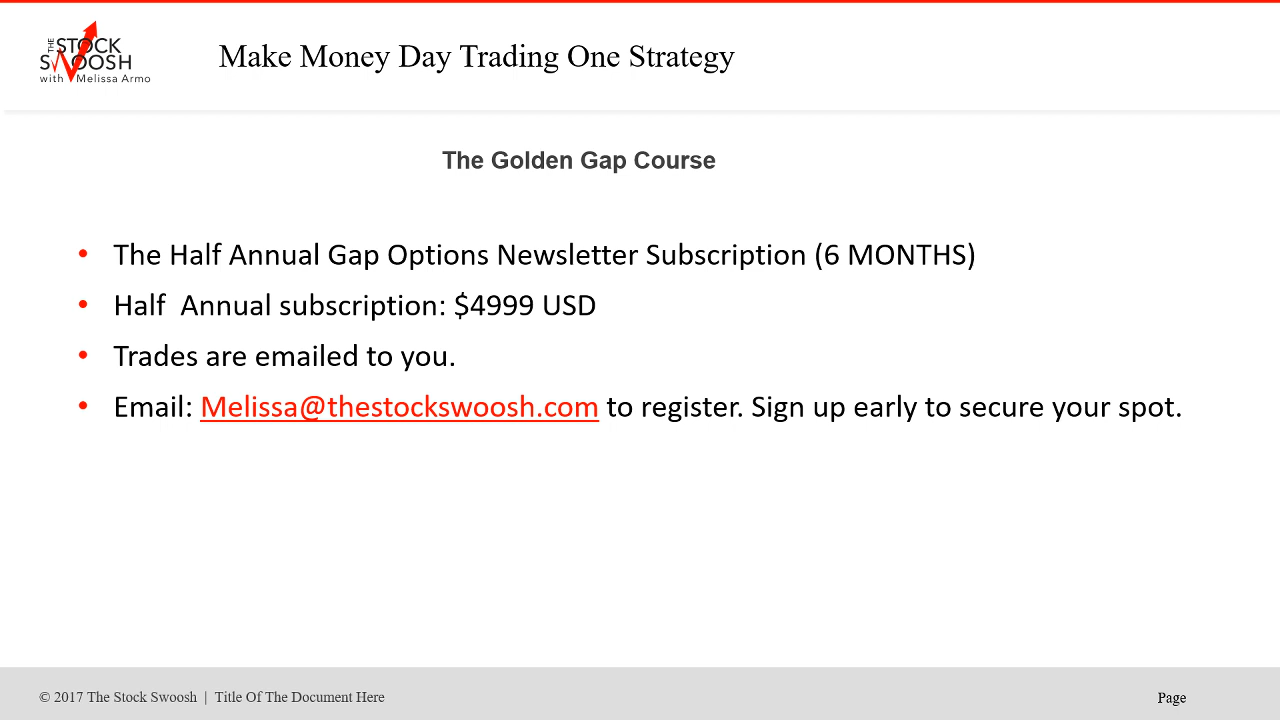 THE STOCK
SWOOSH
with Melissa Armo
Make Money Day Trading One Strategy
The Golden Gap Course
• The Half Annual Gap Options Newsletter Subscription (6 MONTHS)
• Half  Annual subscription: $4999 USD
• Trades are emailed to you.
• Email: Melissa@thestockswoosh.com to register. Sign up early to secure your spot.
© 2017 The Stock Swoosh | Title Of The Document Here
Page